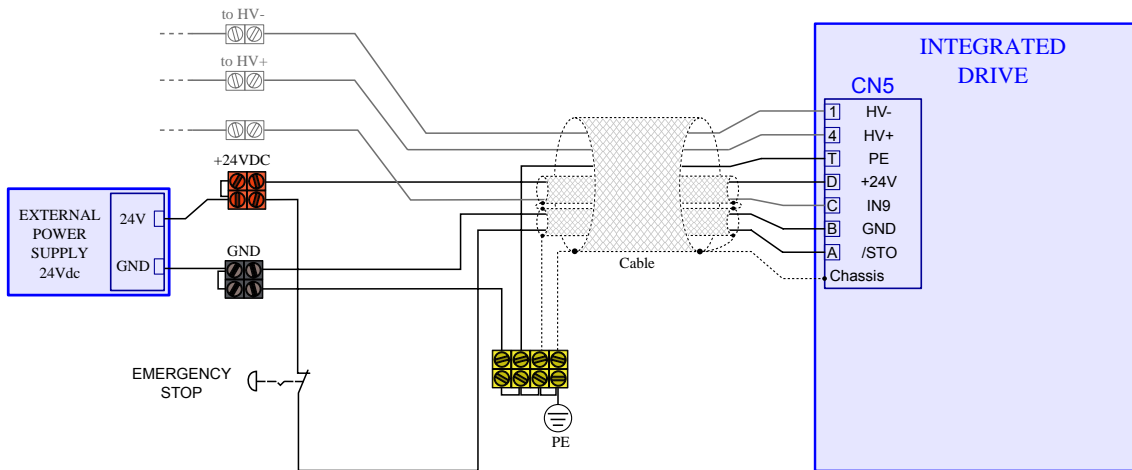 to HV-
to HV+
+24VDC
EXTERNAL
POWER
SUPPLY
24Vdc
24V
GND
GND
EMERGENCY
STOP
PE
Cable
INTEGRATED
DRIVE
CN5
1 HV-
4 HV+
T PE
D +24V
C IN9
B GND
A /STO
Chassis